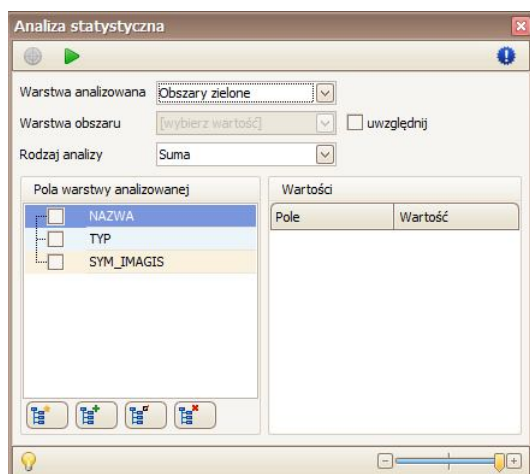 Analiza statystyczna
Warstwa analizowana Obszary zielone
Warstwa obszaru [wybierz wartość] uwzględnij
Rodzaj analizy Suma
Pola warstwy analizowanej
NAZWA
TYP
SYM_IMAGIS
Wartości
Pole Wartość